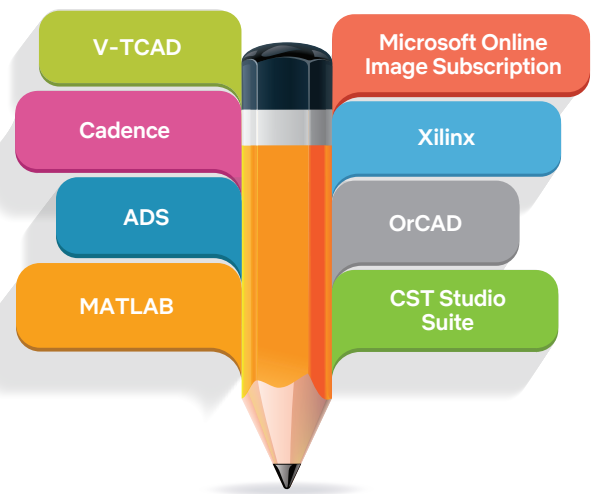 V-TCAD
Microsoft Online
Image Subscription
Cadence
Xilinx
ADS
OrCAD
MATLAB
CST Studio
Suite